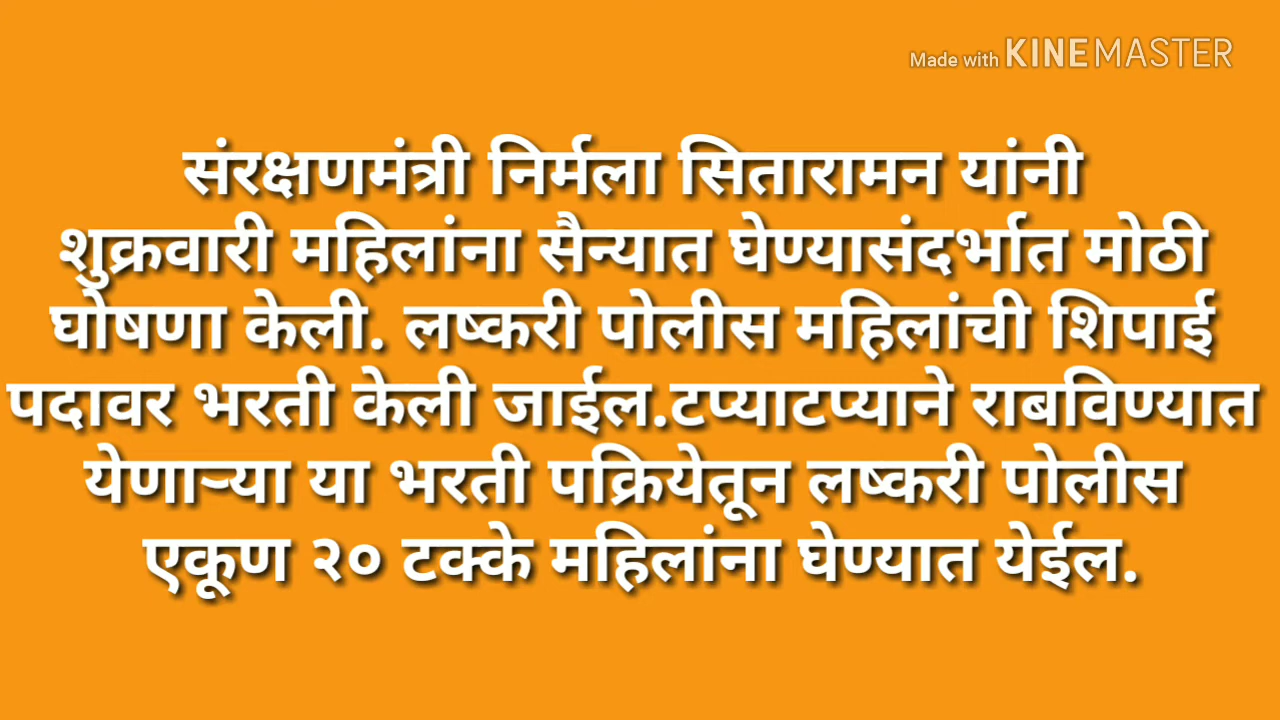 Made with KINEMASTER
संरक्षणमंत्री निर्मला सितारामन यांनी
शुक्रवारी महिलांना सैन्यात घेण्यासंदर्भात मोठी
घोषणा केली. लष्करी पोलीस महिलांची शिपाई
पदावर भरती केली जाईल.टप्याटप्याने राबविण्यात
येणाऱ्या या भरती पक्रियेतून लष्करी पोलीस
एकूण २० टक्के महिलांना घेण्यात येईल.